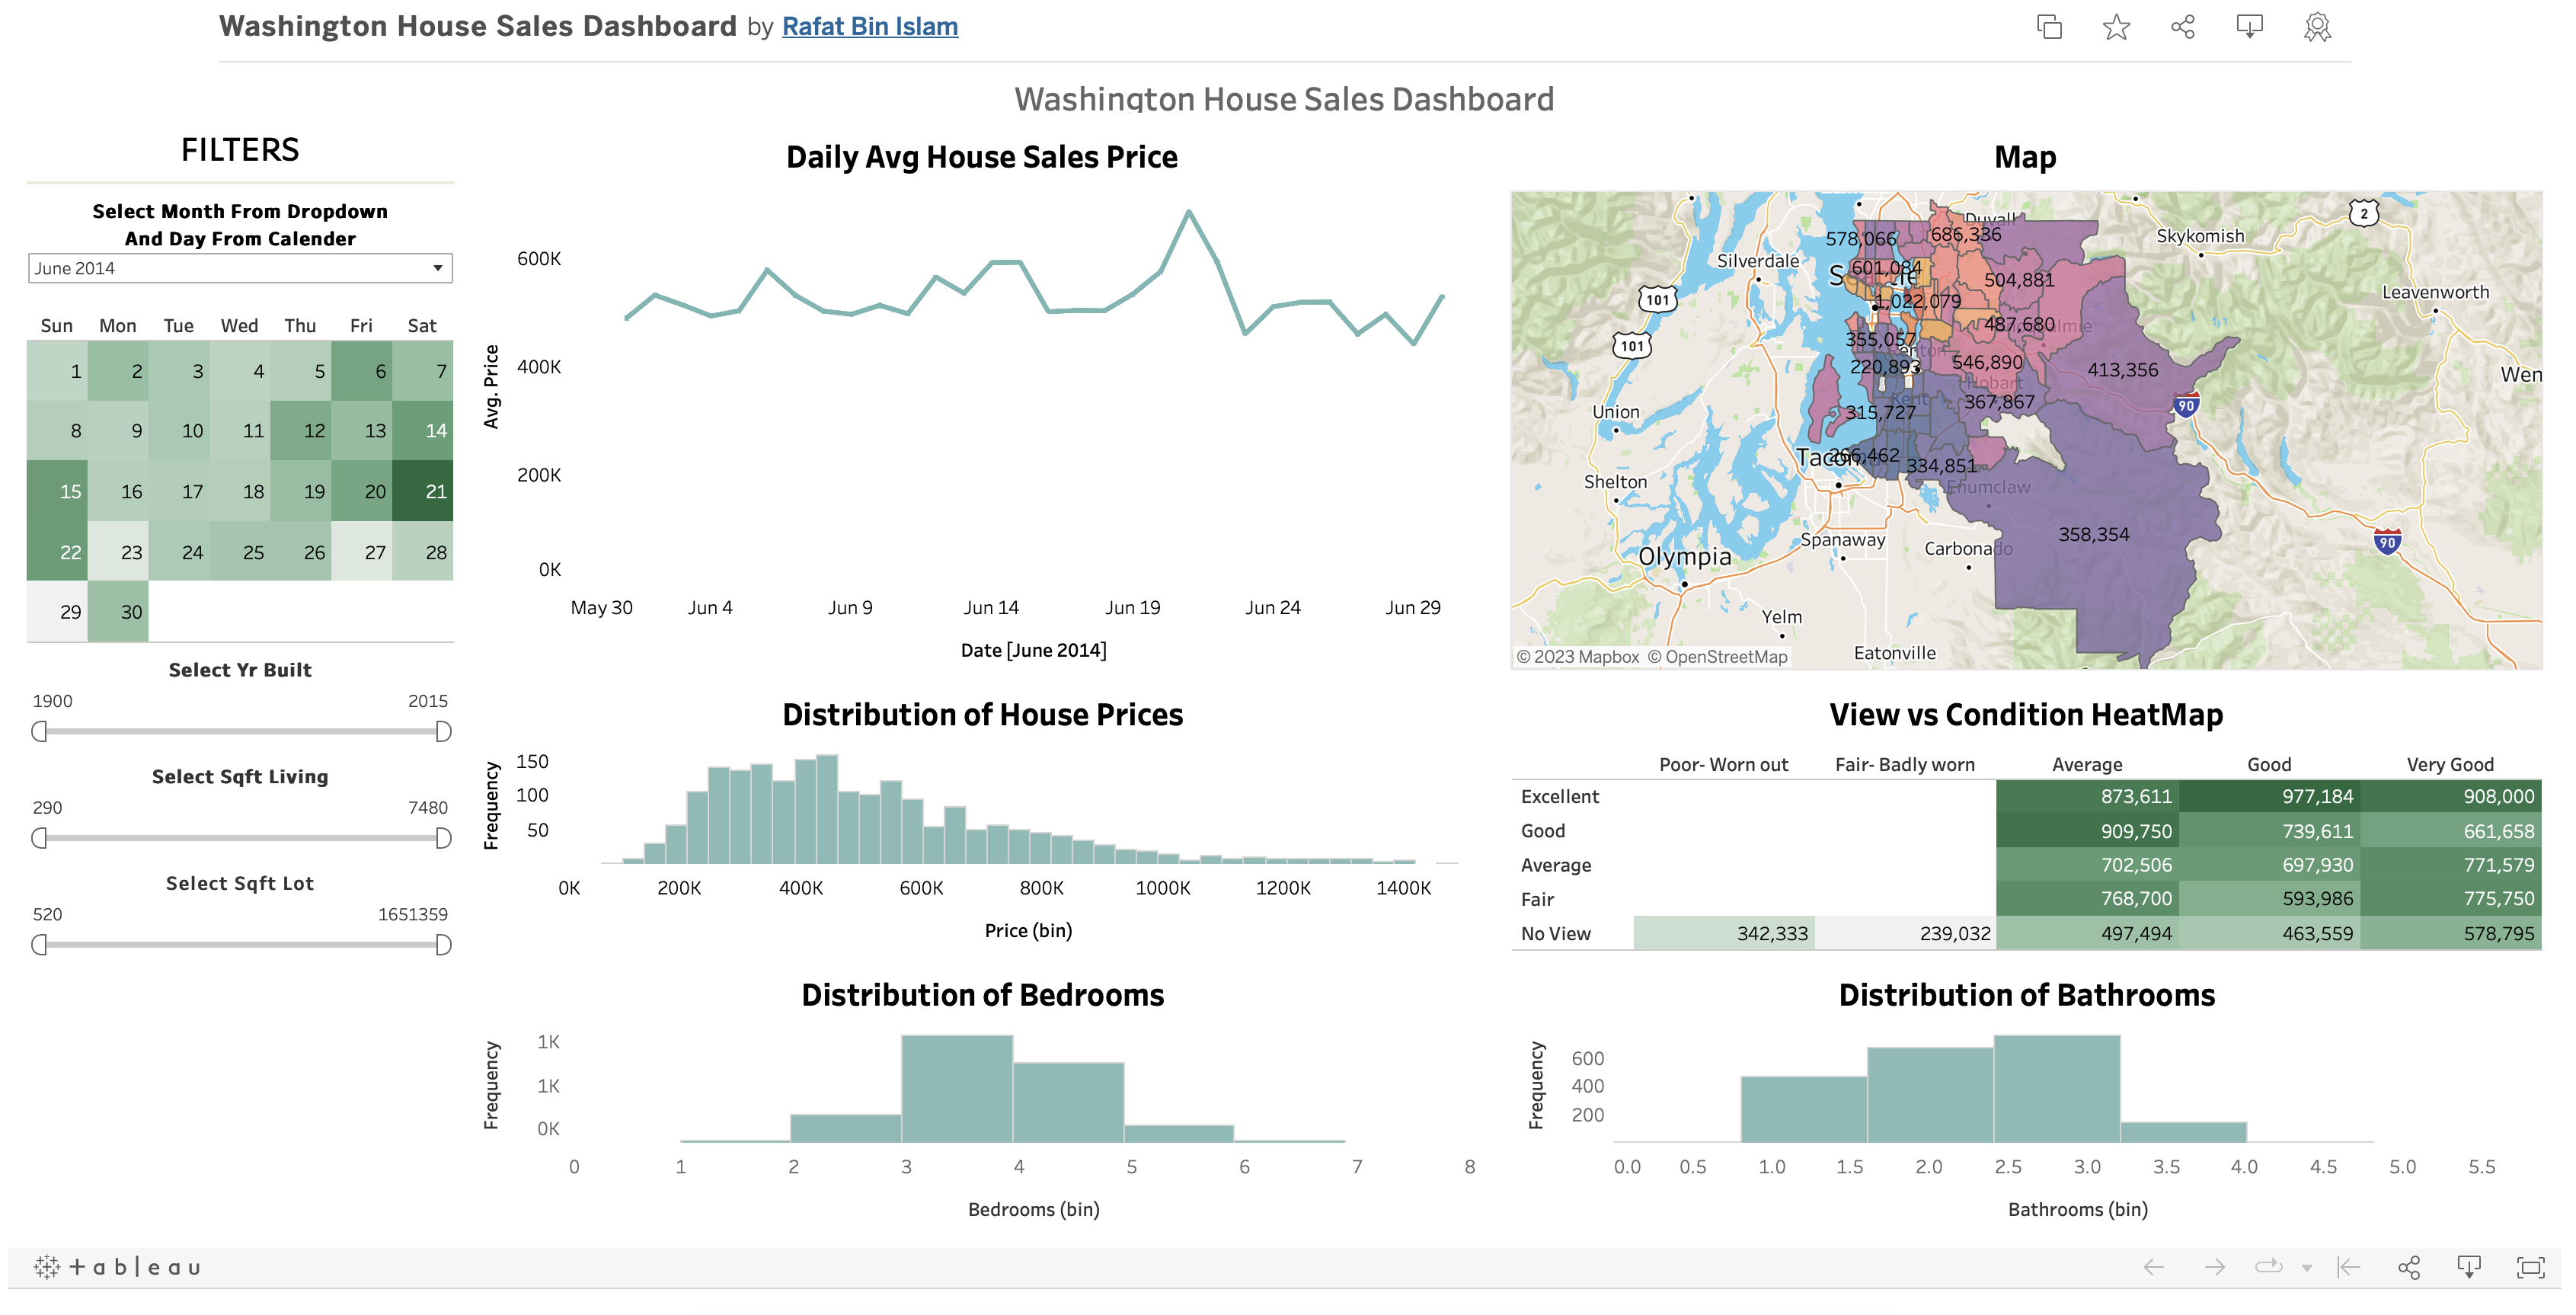 Washington House Sales Dashboard by Rafat Bin Islam
Washington House Sales Dashboard
FILTERS
Select Month From Dropdown
And Day From Calender
June 2014
Sun Mon Tue Wed Thu Fri Sat
1 2 3 4 5 6 7
8 9 10 11 12 13 14
15 16 17 18 19 20 21
22 23 24 25 26 27 28
29 30
Select Yr Built
1900 2015
Select Sqft Living
290 7480
Select Sqft Lot
520 1651359
Daily Avg House Sales Price
Avg. Price
600K
400K
200K
0K
May 30 Jun 4 Jun 9 Jun 14 Jun 19 Jun 24 Jun 29
Date [June 2014]
Map
Duvall
2
578,066
686,336
Skykomish
Silverdale
601,084
504,881
Leavenworth
101
1,022,079
487,680
101
355,057
546,890
220,893
413,356
Wen
Hobart
367,867
90
Union
Kent
315,727
Tacom
266,462
334,851
Shelton
Enumclaw
358,354
Spanaway
Carbonado
90
Olympia
Yelm
Eatonville
© 2023 Mapbox © OpenStreetMap
Distribution of House Prices
Frequency
150
100
50
0K 200K 400K 600K 800K 1000K 1200K 1400K
Price (bin)
View vs Condition HeatMap
Poor- Worn out Fair- Badly worn Average Good Very Good
Excellent 873,611 977,184 908,000
Good 909,750 739,611 661,658
Average 702,506 697,930 771,579
Fair 768,700 593,986 775,750
No View 342,333 239,032 497,494 463,559 578,795
Distribution of Bedrooms
Frequency
1K
1K
0K
0 1 2 3 4 5 6 7 8
Bedrooms (bin)
Distribution of Bathrooms
Frequency
600
400
200
0.0 0.5 1.0 1.5 2.0 2.5 3.0 3.5 4.0 4.5 5.0 5.5
Bathrooms (bin)
+ableau